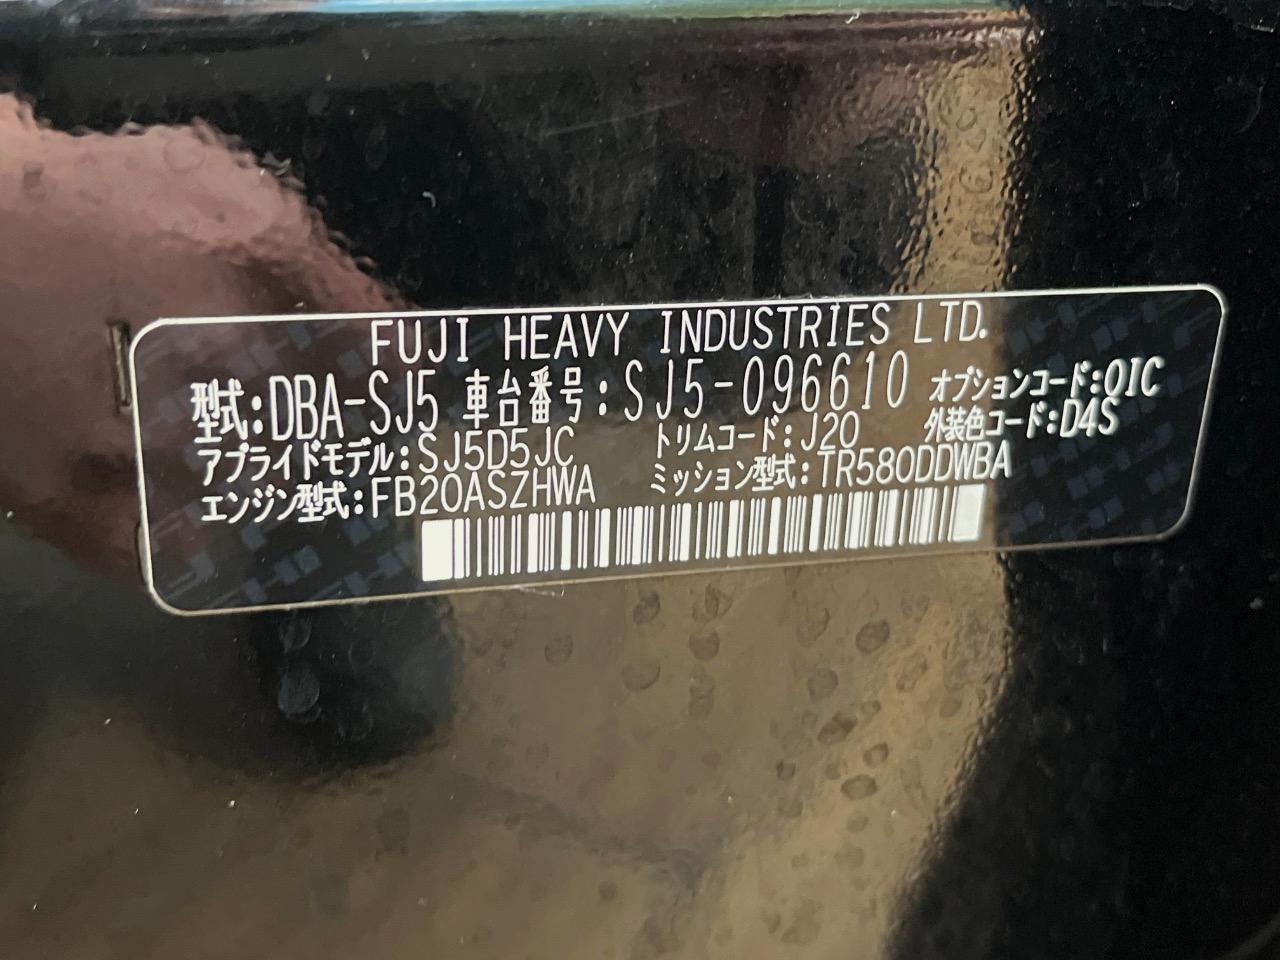 FUJI HEAVY INDUSTRIES LTD.
型式:DBA-SJ5 車台番号:SJ5-096610 オプションコード:QIC
アプライドモデル:SJ5D5JC トリムコード:J20 外装色コード:D4S
エンジン型式:FB20ASZHWA ミッション型式:TR580DDWBA